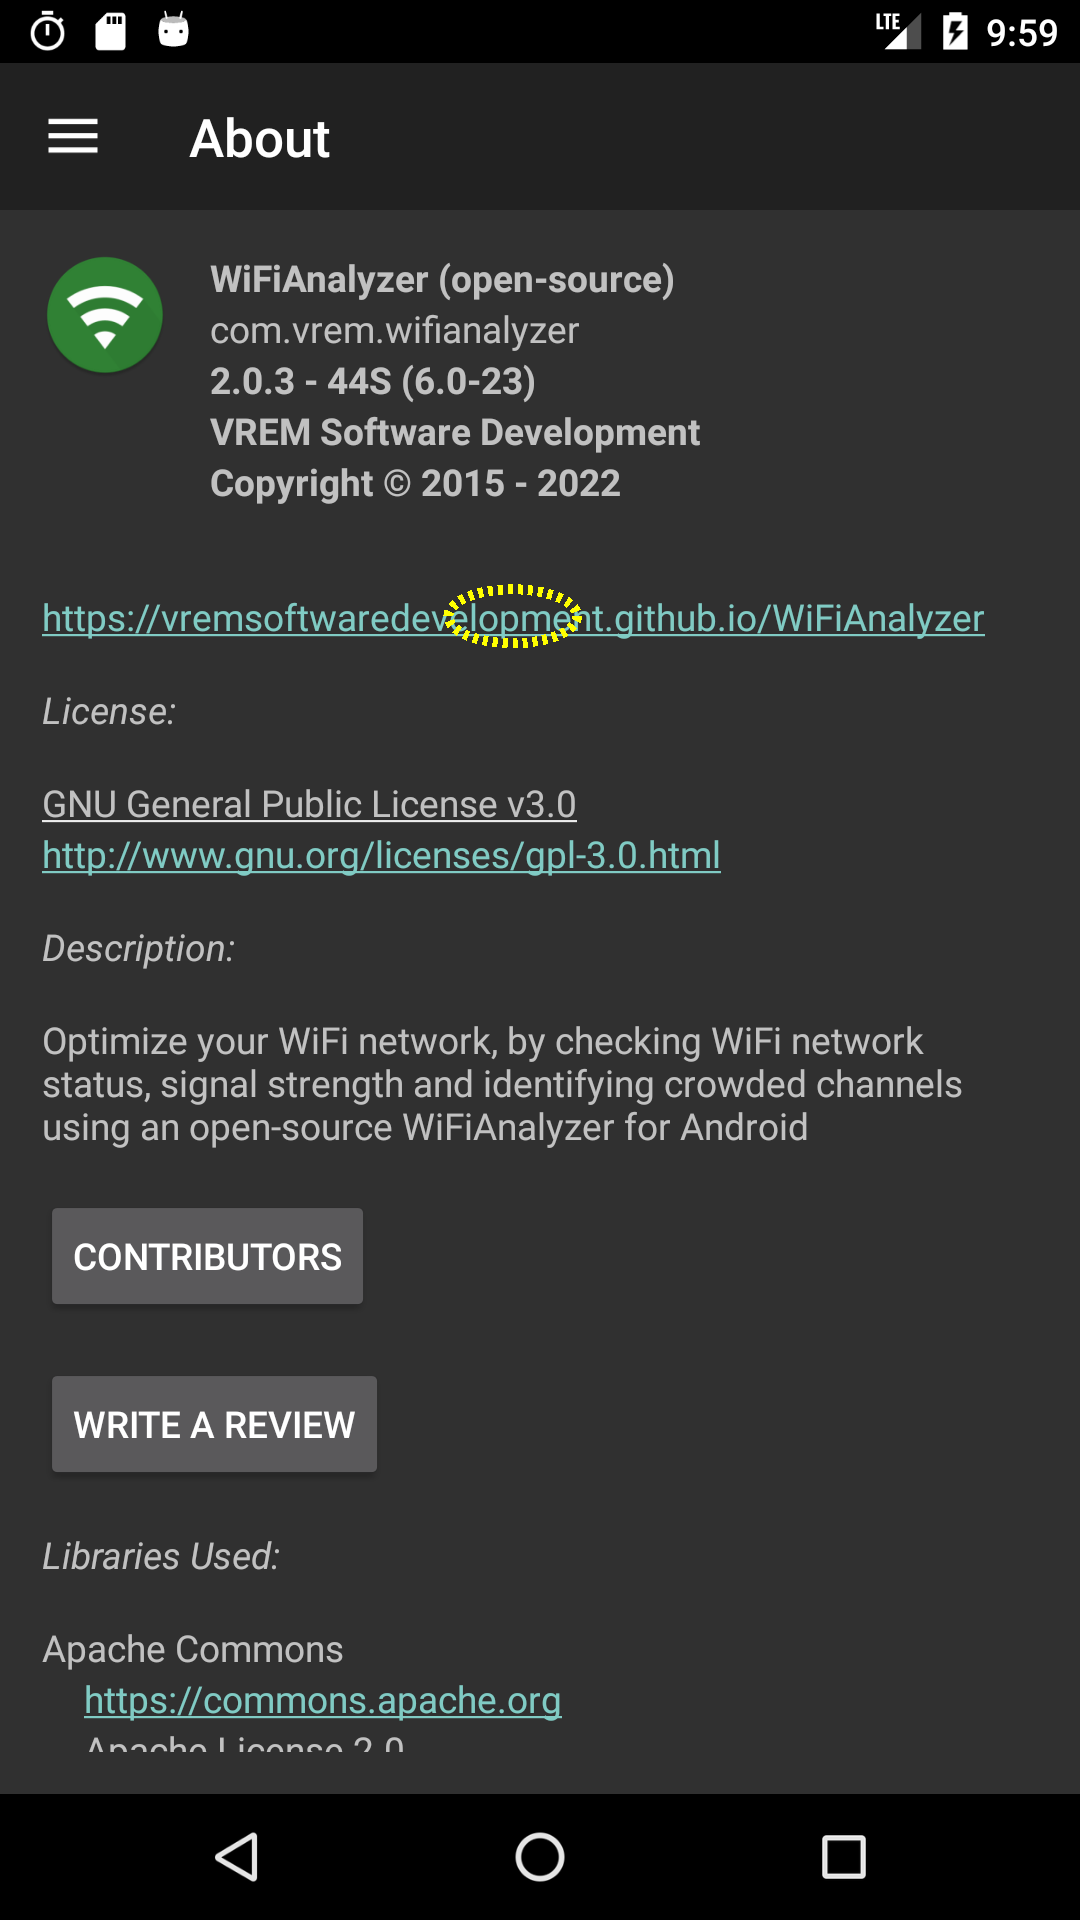 LTE 9:59
About
WiFiAnalyzer (open-source)
com.vrem.wifianalyzer
2.0.3 - 44S (6.0-23)
VREM Software Development
Copyright © 2015 - 2022
https://vremsoftwaredevelopment.github.io/WiFiAnalyzer
License:
GNU General Public License v3.0
http://www.gnu.org/licenses/gpl-3.0.html
Description:
Optimize your WiFi network, by checking WiFi network
status, signal strength and identifying crowded channels
using an open-source WiFiAnalyzer for Android
CONTRIBUTORS
WRITE A REVIEW
Libraries Used:
Apache Commons
https://commons.apache.org
Apache License 2.0